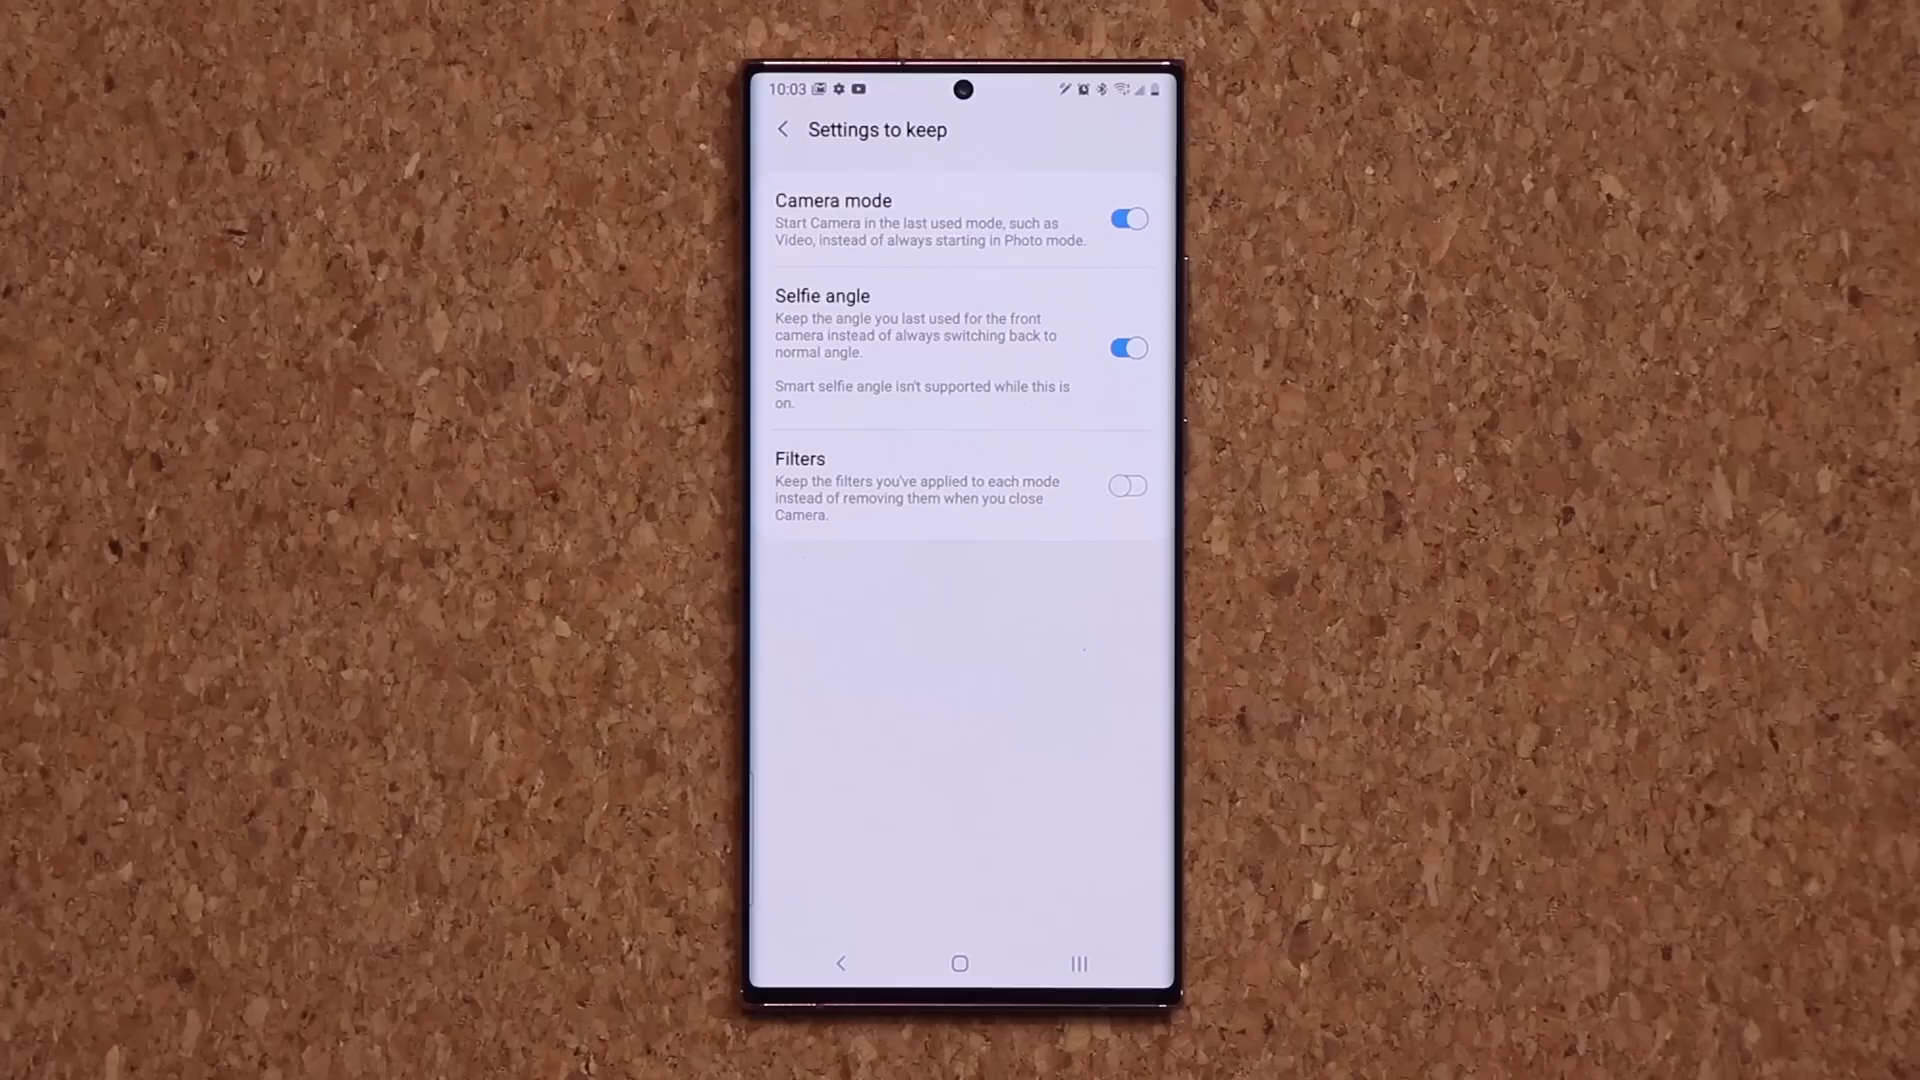 10:03
Settings to keep
Camera mode
Start Camera in the last used mode, such as
Video, instead of always starting in Photo mode.
Selfie angle
Keep the angle you last used for the front
camera instead of always switching back to
normal angle.
Smart selfie angle isn't supported while this is
on.
Filters
Keep the filters you've applied to each mode
instead of removing them when you close
Camera.